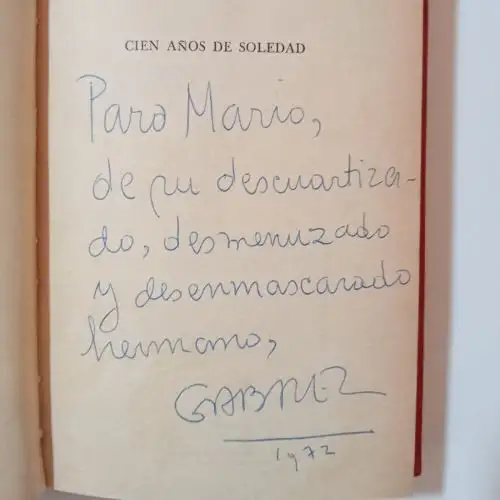 CIEN AÑOS DE SOLEDAD
Para Mario,
de su descuartiza-
do, desmenuzado
y desenmascarado
hermano,
GABRIEL
1972